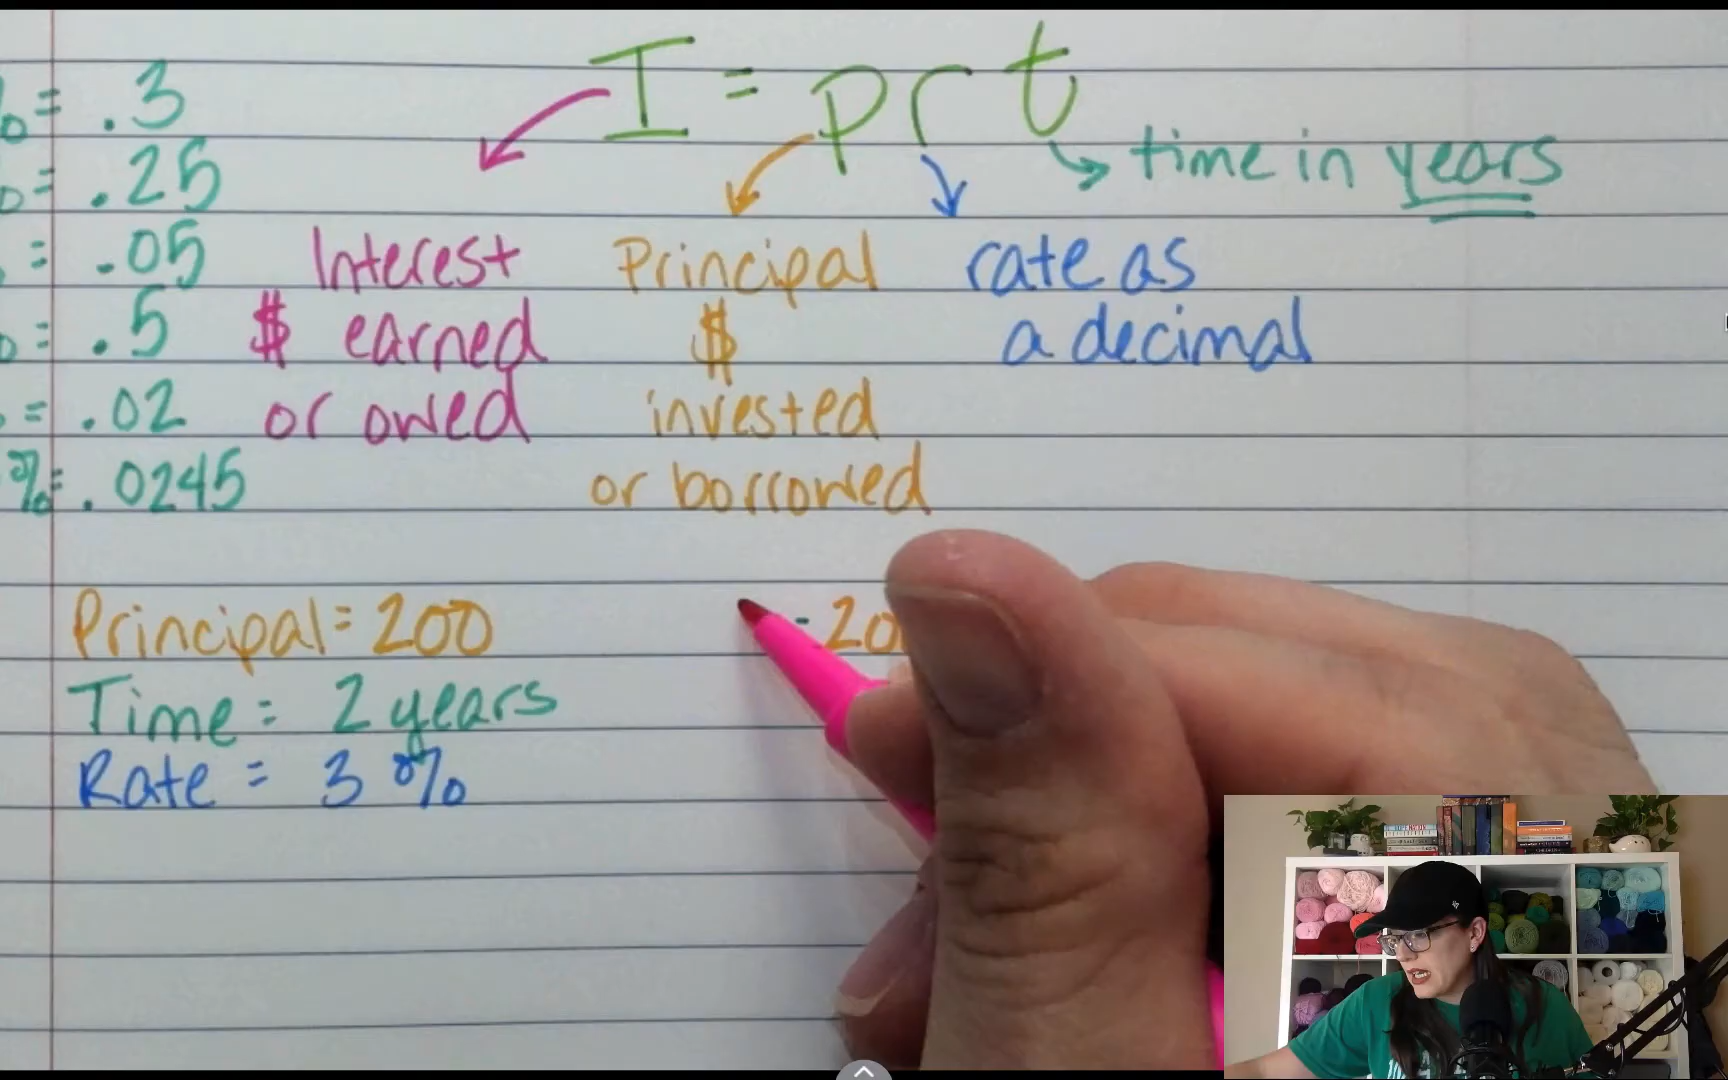 I = prt
time in years
Interest
$ earned
or owed
Principal
$
invested
or borrowed
rate as
a decimal
= .3
= .25
= .05
= .5
= .02
%= .0245
Principal = 200
Time = 2 years
Rate = 3 %
= 20